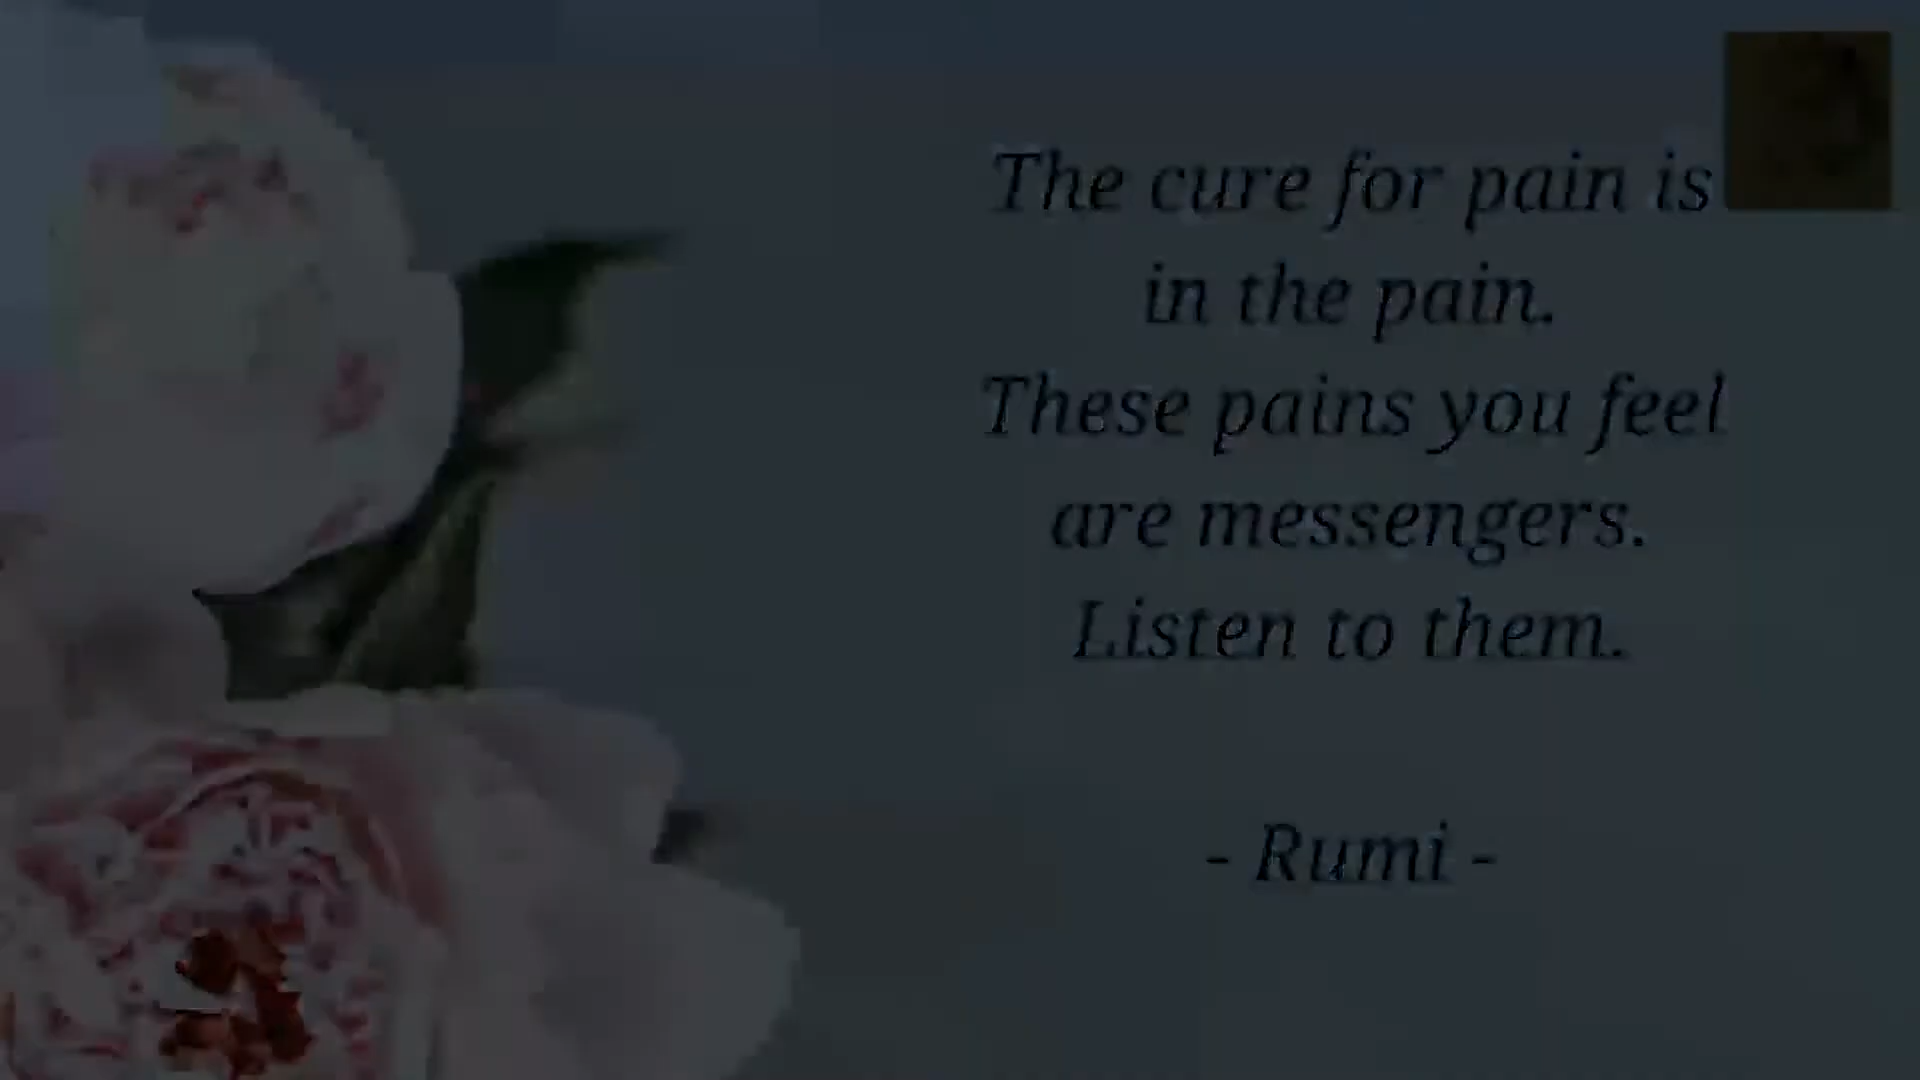 The cure for pain is
in the pain.
These pains you feel
are messengers.
Listen to them.
- Rumi -